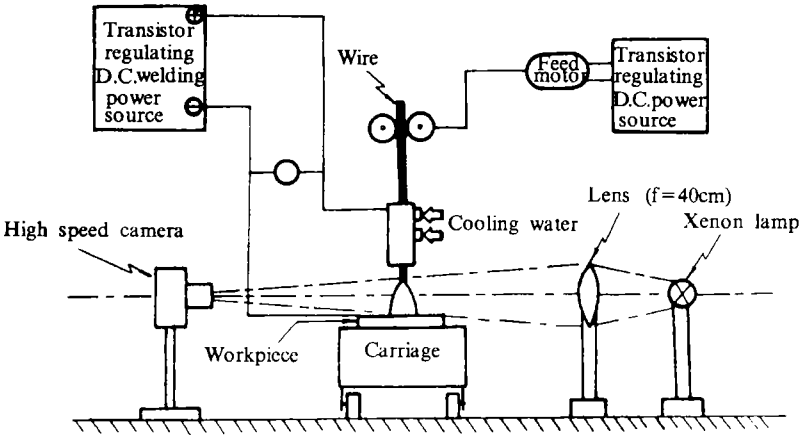 Transistor
regulating
D.C.welding
power
source
Wire
Feed
motor
Transistor
regulating
D.C.power
source
Lens (f=40cm)
Xenon lamp
Cooling water
High speed camera
Workpiece
Carriage